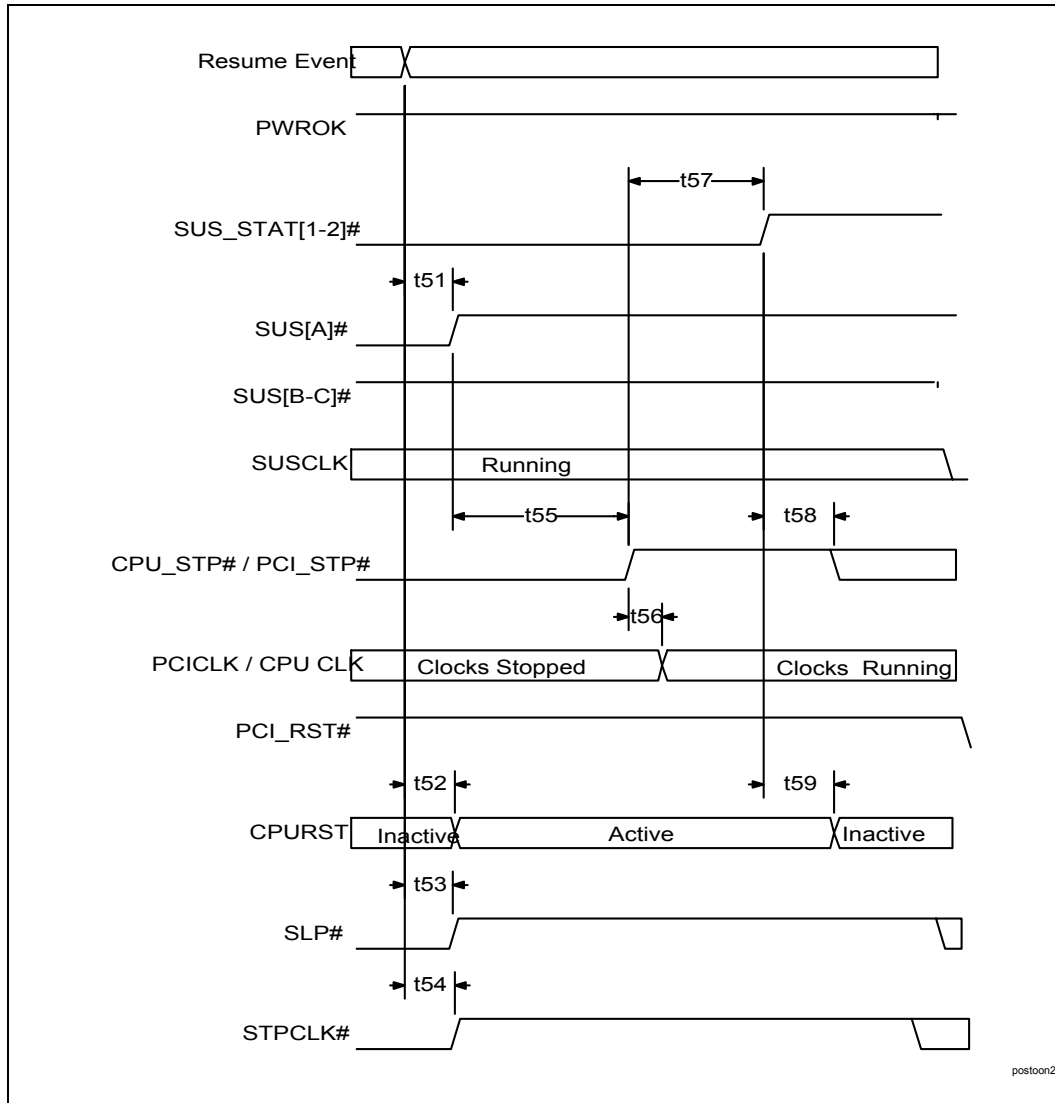 Resume Event
PWROK
t57
SUS_STAT[1-2]#
t51
SUS[A]#
SUS[B-C]#
SUSCLK Running
t55 t58
CPU_STP# / PCI_STP#
t56
PCICLK / CPU CLK Clocks Stopped Clocks Running
PCI_RST#
t52 t59
CPURST Inactive Active Inactive
t53
SLP#
t54
STPCLK#
postoon2